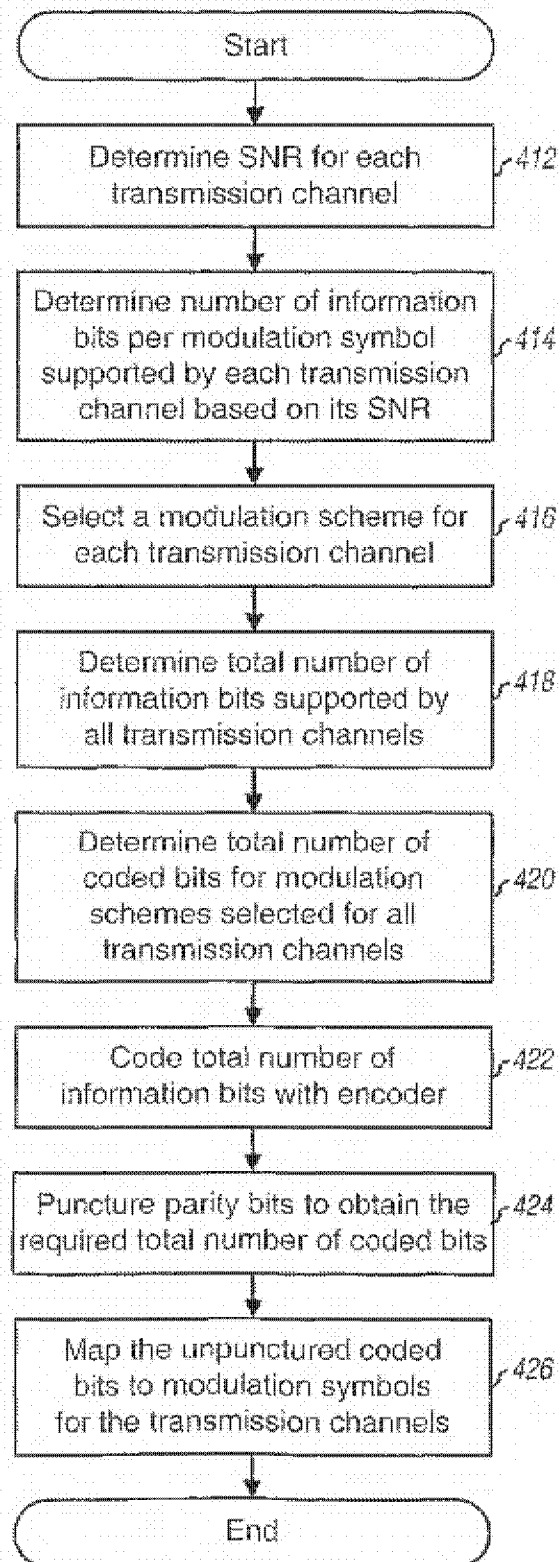 Start
Determine SNR for each
transmission channel
412
Determine number of information
bits per modulation symbol
supported by each transmission
channel based on its SNR
414
Select a modulation scheme for
each transmission channel
416
Determine total number of
information bits supported by
all transmission channels
418
Determine total number of
coded bits for modulation
schemes selected for all
transmission channels
420
Code total number of
information bits with encoder
422
Puncture parity bits to obtain the
required total number of coded bits
424
Map the unpunctured coded
bits to modulation symbols
for the transmission channels
426
End